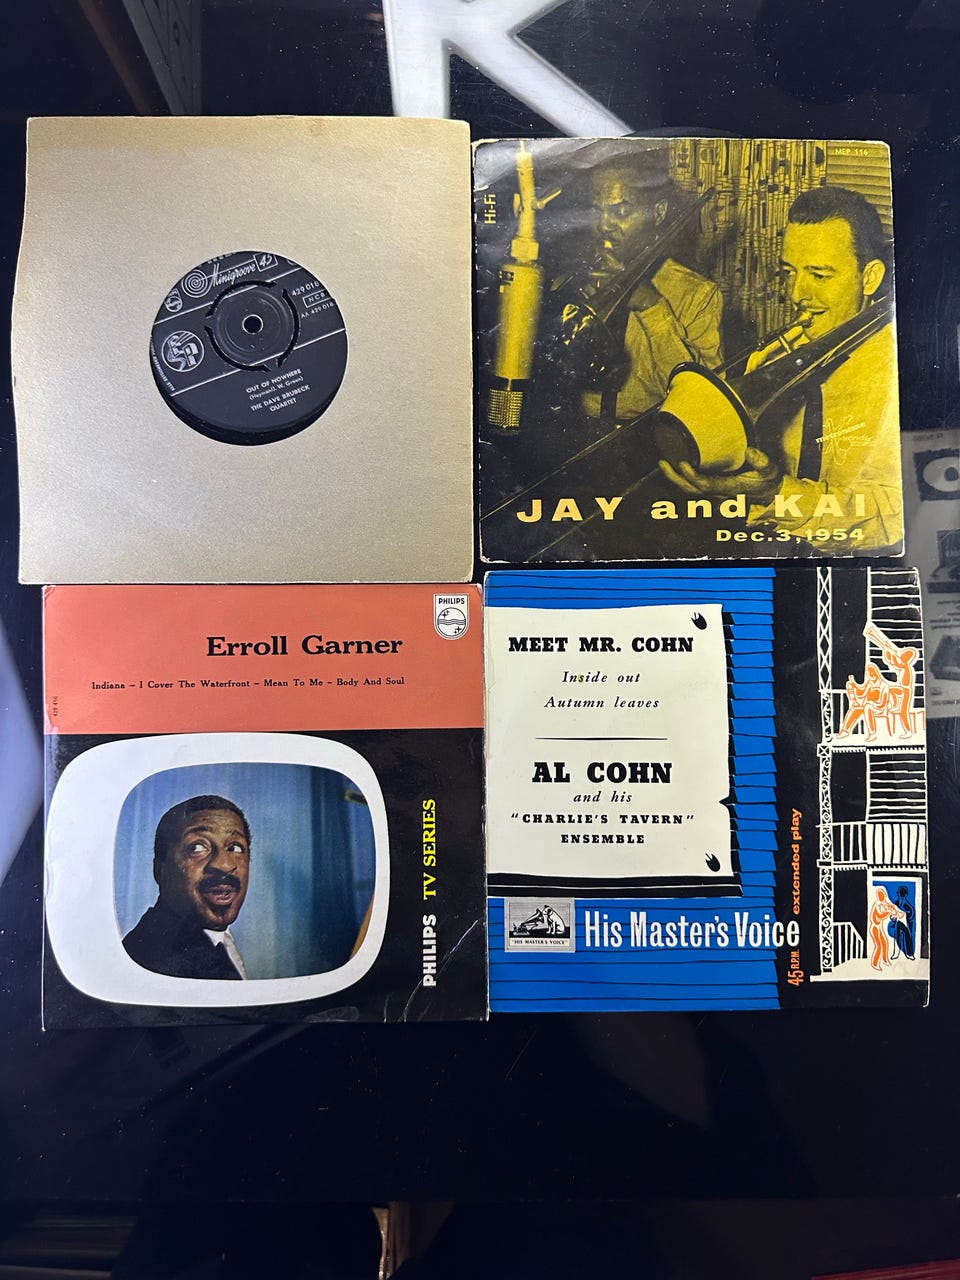 Minigroove 45
429 016
NCB
AA 429 016
OUT OF NOWHERE
(Heyman/J. W. Green)
THE DAVE BRUBECK
QUARTET
MEP 116
Hi-Fi
metronome
records
JAY and KAI
Dec.3,1954
PHILIPS
Erroll Garner
Indiana – I Cover The Waterfront – Mean To Me – Body And Soul
PHILIPS TV SERIES
MEET MR. COHN
Inside out
Autumn leaves
AL COHN
and his
"CHARLIE'S TAVERN"
ENSEMBLE
"HIS MASTER'S VOICE"
His Master's Voice
45 R.P.M. extended play